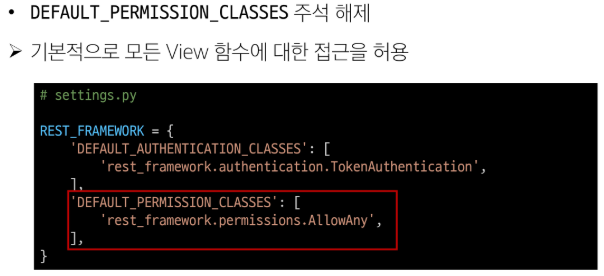 • DEFAULT_PERMISSION_CLASSES 주석 해제
➢ 기본적으로 모든 View 함수에 대한 접근을 허용
# settings.py
REST_FRAMEWORK = {
    'DEFAULT_AUTHENTICATION_CLASSES': [
        'rest_framework.authentication.TokenAuthentication',
    ],
    'DEFAULT_PERMISSION_CLASSES': [
        'rest_framework.permissions.AllowAny',
    ],
}